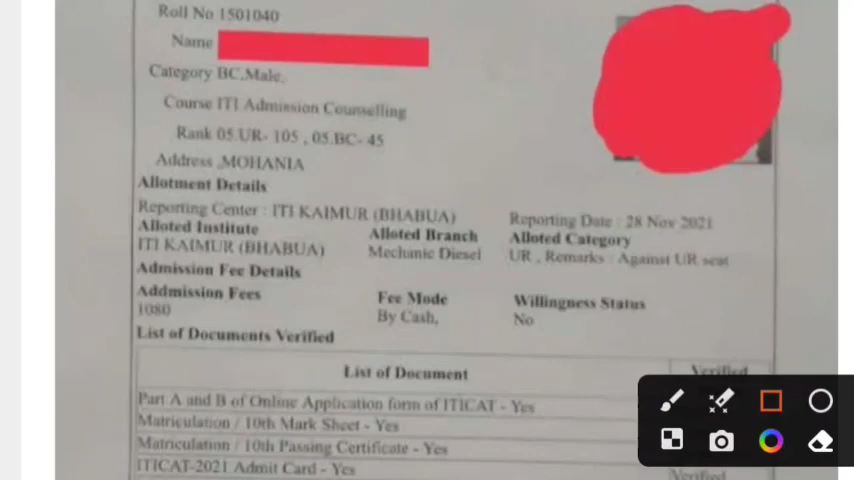 Roll No 1501040
Name
Category BC,Male,
Course ITI Admission Counselling
Rank 05.UR- 105 , 05.BC- 45
Address ,MOHANIA
Allotment Details
Reporting Center : ITI KAIMUR (BHABUA) Reporting Date : 28 Nov 2021
Alloted Institute Alloted Branch Alloted Category
ITI KAIMUR (BHABUA) Mechanic Diesel UR , Remarks : Against UR seat
Admission Fee Details
Addmission Fees Fee Mode Willingness Status
1080 By Cash, No
List of Documents Verified
List of Document Verified
Part A and B of Online Application form of ITICAT - Yes
Matriculation / 10th Mark Sheet - Yes
Matriculation / 10th Passing Certificate - Yes
ITICAT-2021 Admit Card - Yes Verified